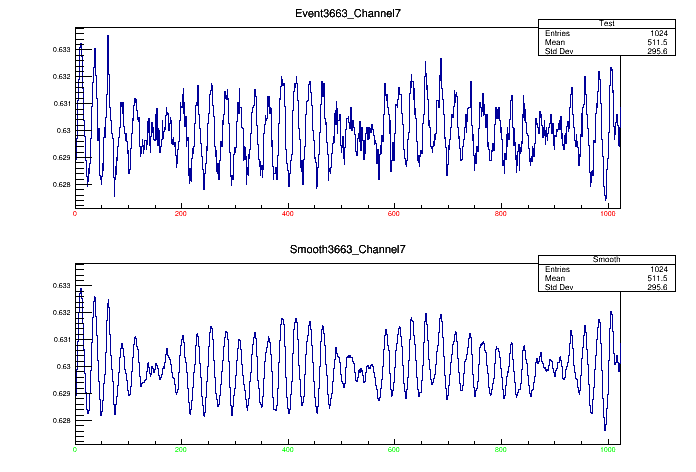 Event3663_Channel7
Test
Entries 1024
Mean 511.5
Std Dev 295.6
0.633
0.632
0.631
0.63
0.629
0.628
0 200 400 600 800 1000
Smooth3663_Channel7
Smooth
Entries 1024
Mean 511.5
Std Dev 295.6
0.633
0.632
0.631
0.63
0.629
0.628
0 200 400 600 800 1000